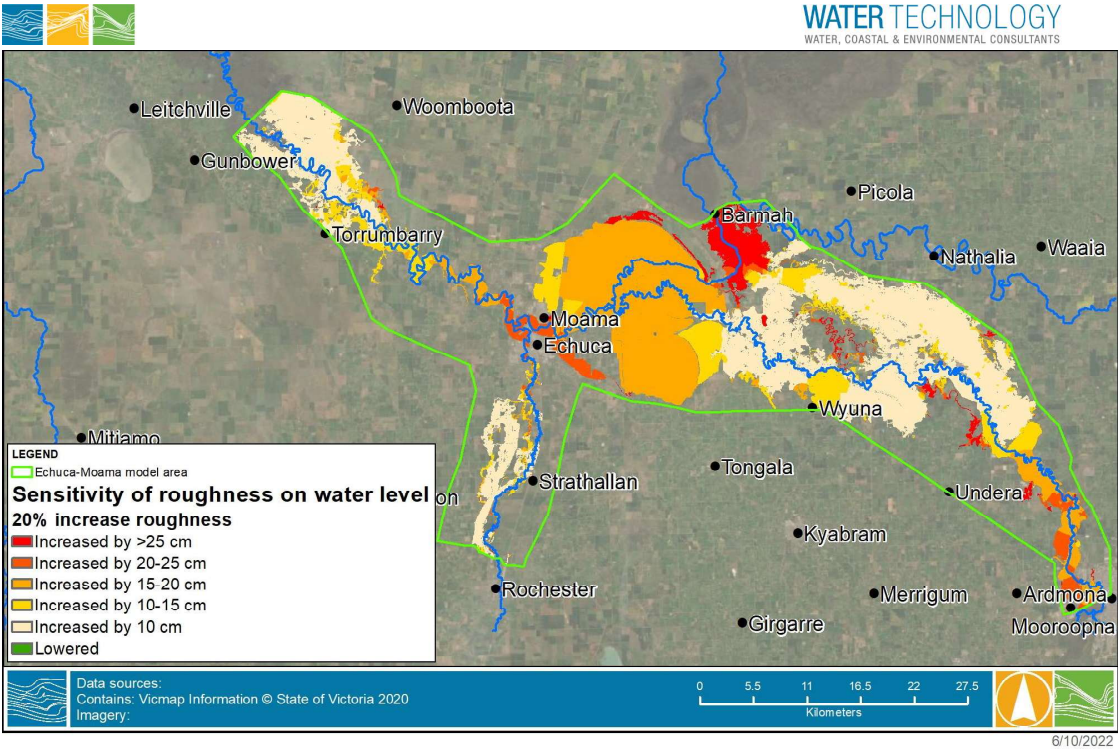 WATER TECHNOLOGY
WATER, COASTAL & ENVIRONMENTAL CONSULTANTS
Leitchville
Woomboota
Gunbower
Picola
Barmah
Torrumbarry
Waaia
Nathalia
Moama
Echuca
Wyuna
Mitiamo
Tongala
Strathallan
Undera
Kyabram
Rochester
Merrigum
Ardmona
Girgarre
Mooroopna
on
LEGEND
Echuca-Moama model area
Sensitivity of roughness on water level
20% increase roughness
Increased by >25 cm
Increased by 20-25 cm
Increased by 15-20 cm
Increased by 10-15 cm
Increased by 10 cm
Lowered
Data sources:
Contains: Vicmap Information © State of Victoria 2020
Imagery:
0 5.5 11 16.5 22 27.5
Kilometers
6/10/2022